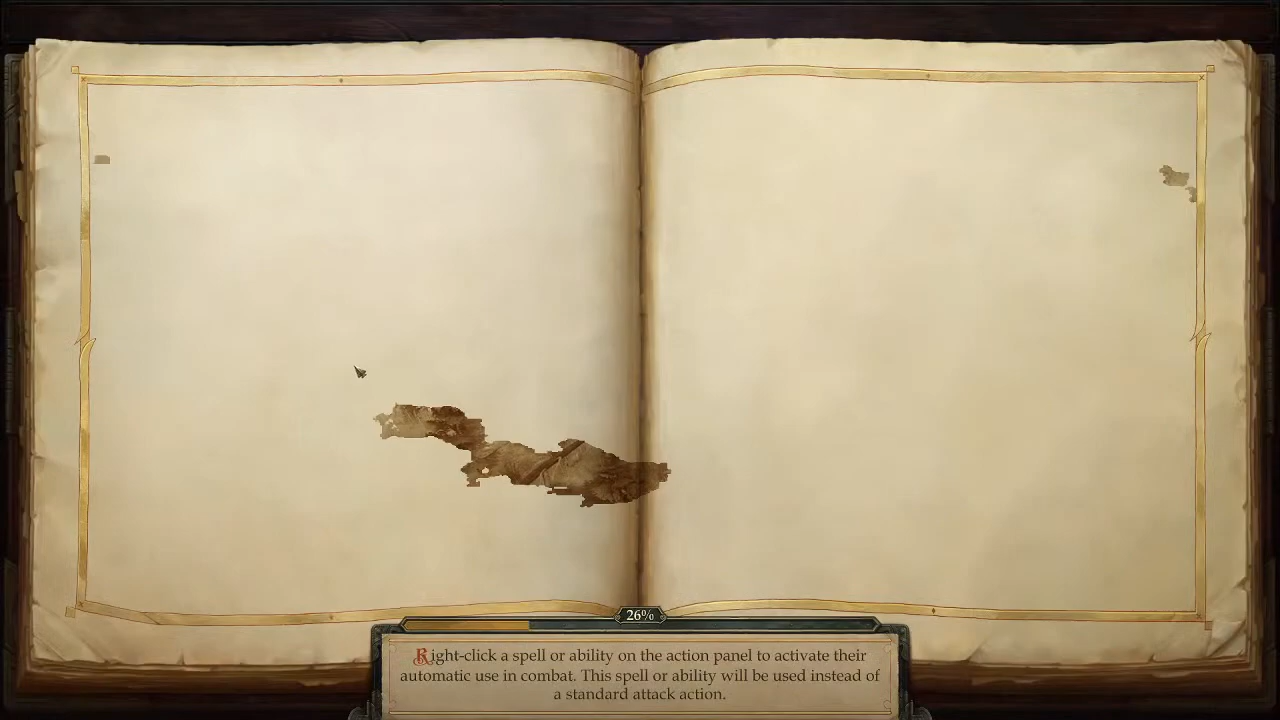 26%
Right-click a spell or ability on the action panel to activate their
automatic use in combat. This spell or ability will be used instead of
a standard attack action.